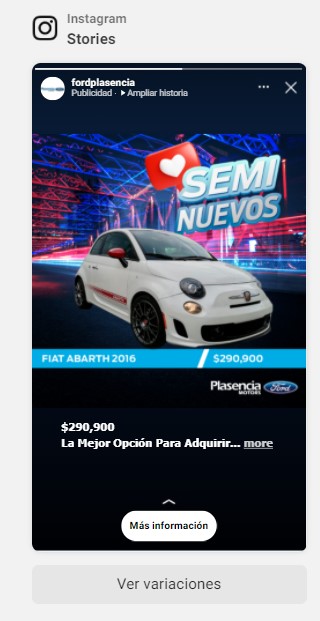 Instagram
Stories
fordplasencia
Publicidad · Ampliar historia
SEMI
NUEVOS
FIAT ABARTH 2016
$290,900
Plasencia
MOTORS
Ford
$290,900
La Mejor Opción Para Adquirir... more
Más información
Ver variaciones